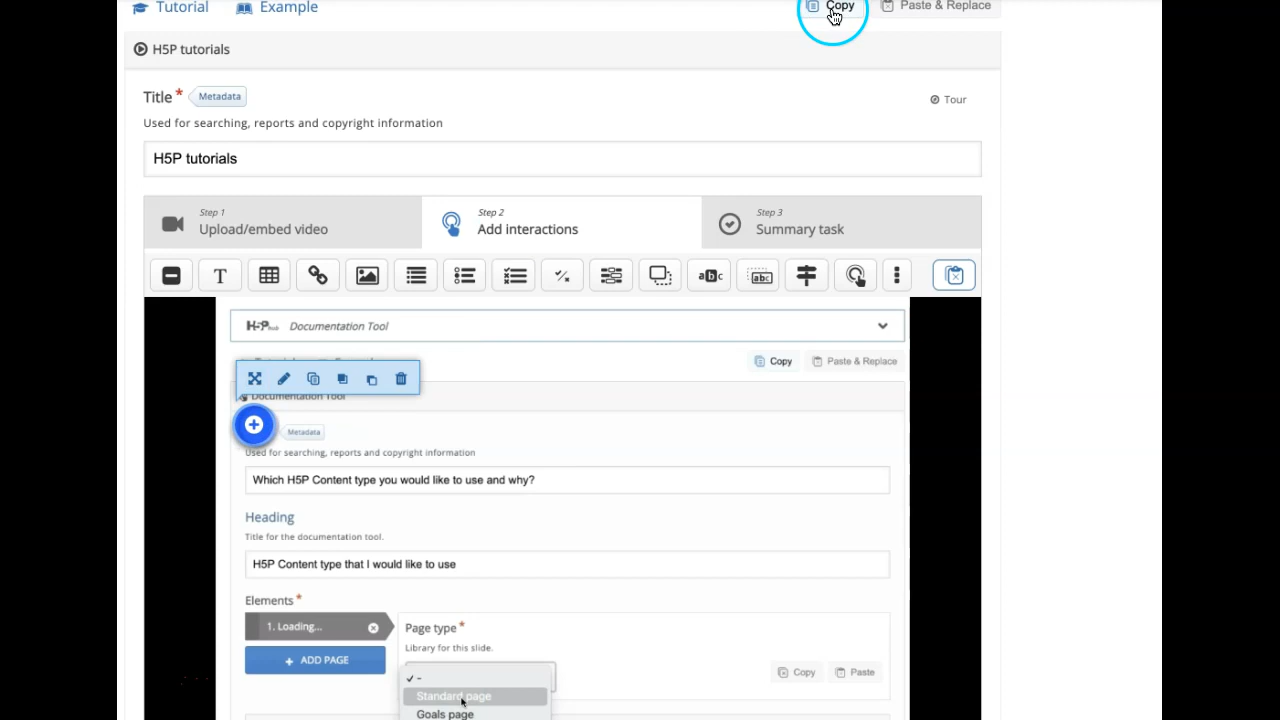 Tutorial Example Copy Paste & Replace
H5P tutorials
Title * Metadata
Tour
Used for searching, reports and copyright information
H5P tutorials
Step 1
Upload/embed video
Step 2
Add interactions
Step 3
Summary task
T
abc
abc
H5P Documentation Tool
Copy Paste & Replace
Documentation Tool
Metadata
Used for searching, reports and copyright information
Which H5P Content type you would like to use and why?
Heading
Title for the documentation tool.
H5P Content type that I would like to use
Elements *
1. Loading...
Page type *
Library for this slide.
+ ADD PAGE
Copy Paste
✓ -
Standard page
Goals page